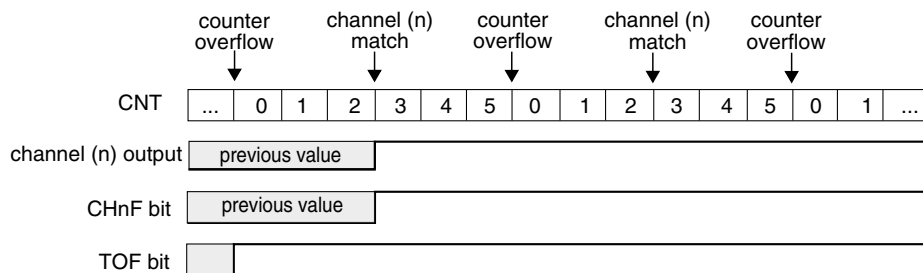 counter overflow
channel (n) match
counter overflow
channel (n) match
counter overflow
CNT ... 0 1 2 3 4 5 0 1 2 3 4 5 0 1 ...
channel (n) output previous value
CHnF bit previous value
TOF bit